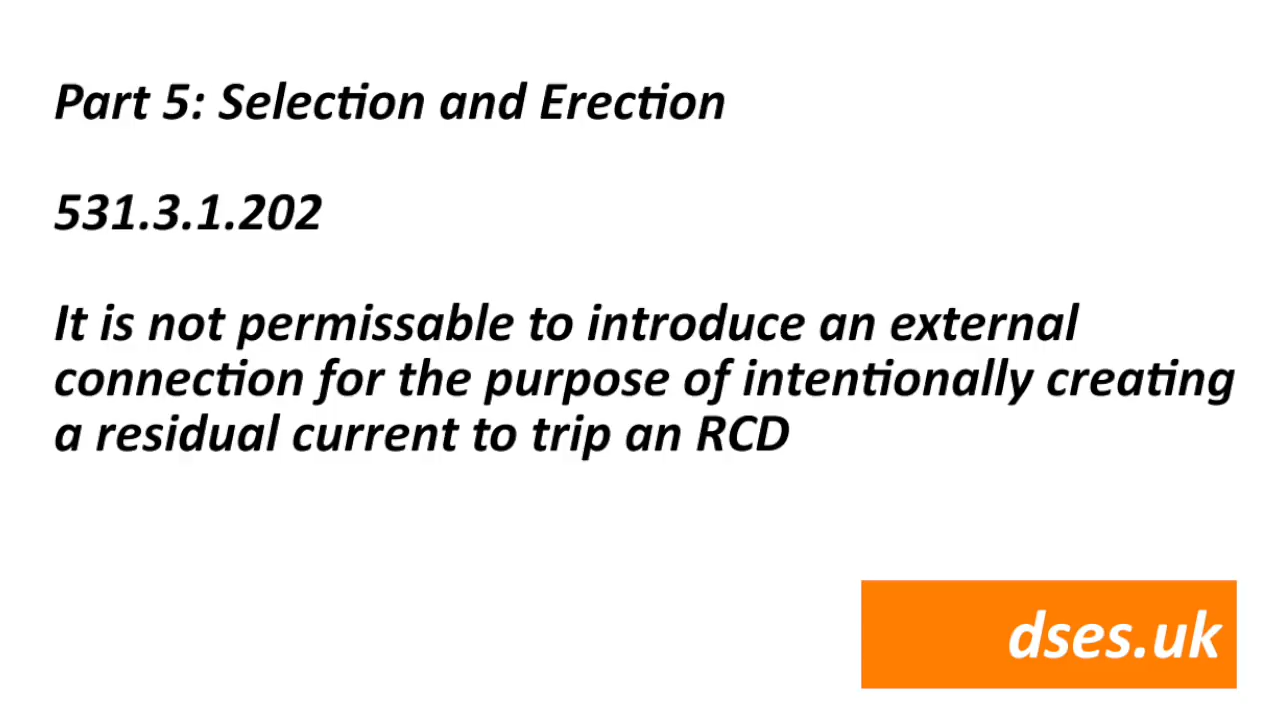 Part 5: Selection and Erection
531.3.1.202
It is not permissable to introduce an external
connection for the purpose of intentionally creating
a residual current to trip an RCD
dses.uk